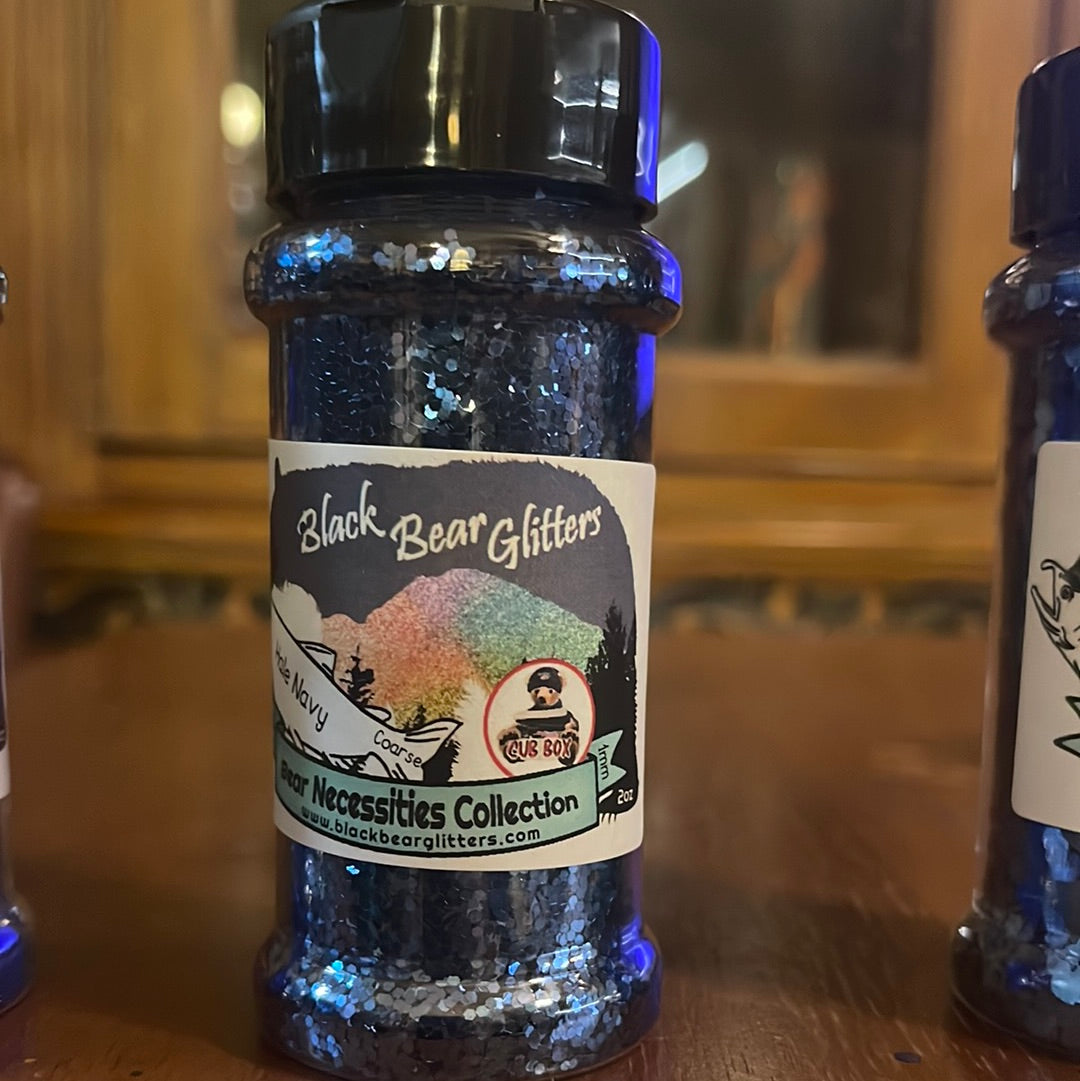 Black Bear Glitters
Hale Navy
Coarse
CUB BOX
1mm
Bear Necessities Collection
2oz
www.blackbearglitters.com